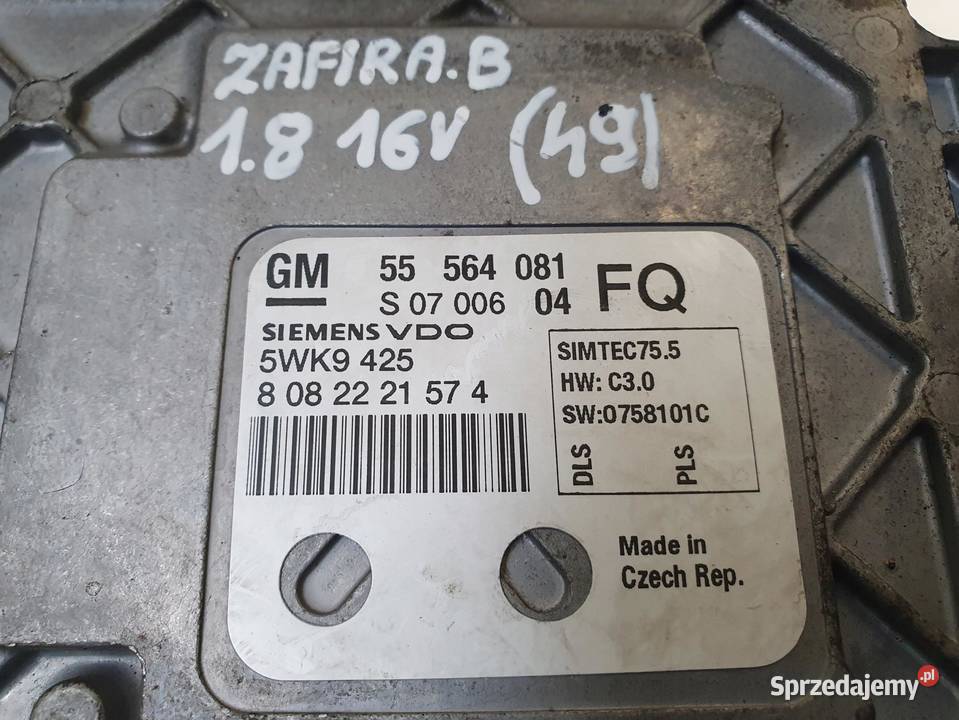 ZAFIRA.B
1.8 16V (49)
GM 55 564 081 FQ
S 07 006 04
SIEMENS VDO
5WK9 425
8 08 22 21 57 4
SIMTEC75.5
HW: C3.0
SW:0758101C
DLS PLS
Made in
Czech Rep.
Sprzedajemy.pl